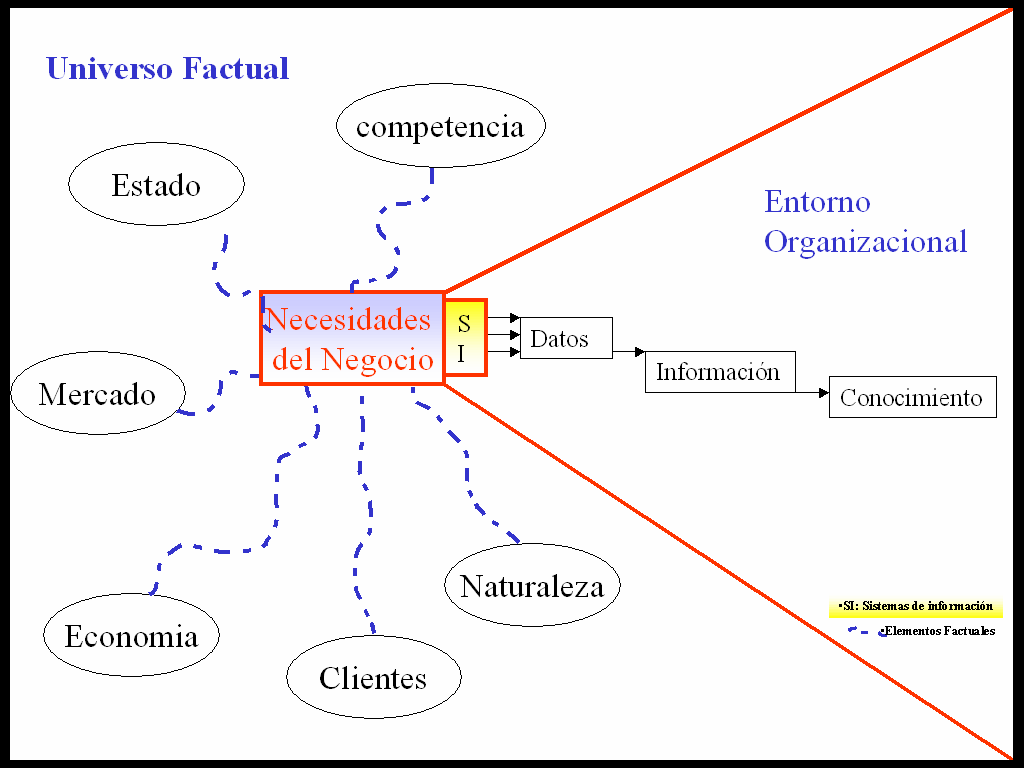 Universo Factual
competencia
Estado
Entorno
Organizacional
Necesidades
del Negocio
S
I
Datos
Información
Conocimiento
Mercado
Naturaleza
Economia
Clientes
•SI: Sistemas de información
•Elementos Factuales